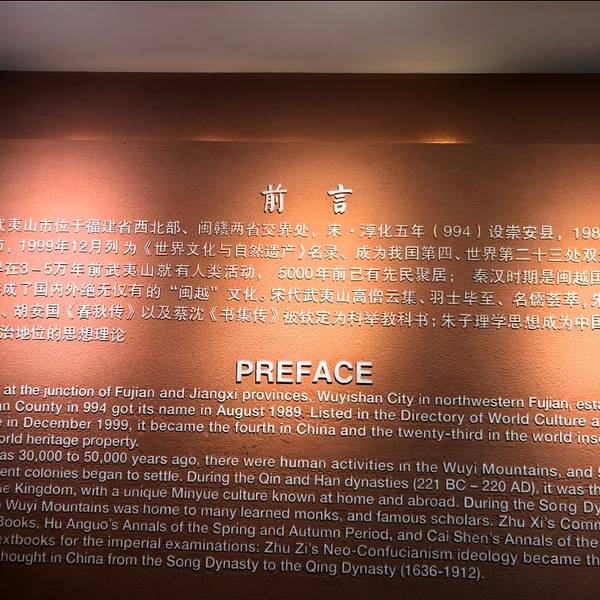 前 言
武夷山市位于福建省西北部、闽赣两省交界处，宋·淳化五年（994）设崇安县，198
，1999年12月列为《世界文化与自然遗产》名录、成为我国第四、世界第二十三处双
在3-5万年前武夷山就有人类活动， 5000年前已有先民聚居； 秦汉时期是闽越国
成了国内外绝无仅有的“闽越”文化。宋代武夷山高僧云集、羽士毕至、名儒荟萃，
、胡安国《春秋传》以及蔡沈《书集传》被钦定为科举教科书；朱子理学思想成为中国
治地位的思想理论
PREFACE
at the junction of Fujian and Jiangxi provinces, Wuyishan City in northwestern Fujian, esta
an County in 994 got its name in August 1989. Listed in the Directory of World Culture a
e in December 1999, it became the fourth in China and the twenty-third in the world insc
orld heritage property.
as 30,000 to 50,000 years ago, there were human activities in the Wuyi Mountains, and 5
ent colonies began to settle. During the Qin and Han dynasties (221 BC – 220 AD), it was th
ue Kingdom, with a unique Minyue culture known at home and abroad. During the Song Dy
Wuyi Mountains was home to many learned monks, and famous scholars. Zhu Xi's Comm
Books, Hu Anguo's Annals of the Spring and Autumn Period, and Cai Shen's Annals of the
extbooks for the imperial examinations: Zhu Zi's Neo-Confucianism ideology became th
hought in China from the Song Dynasty to the Qing Dynasty (1636-1912).